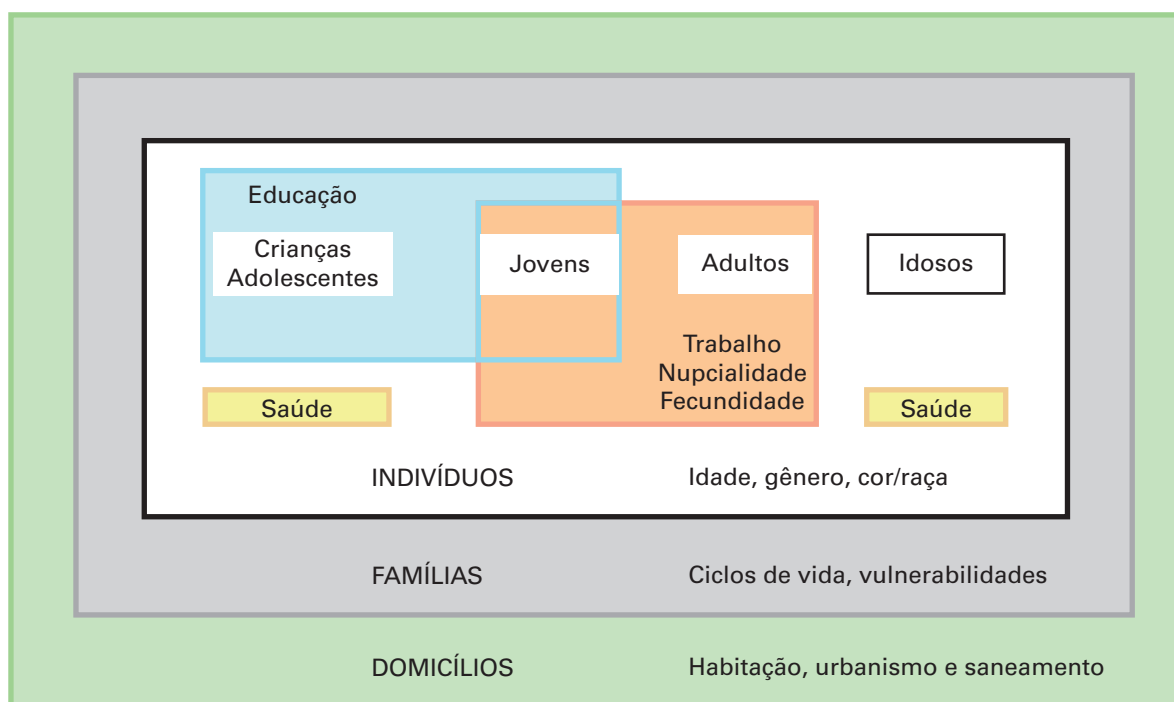 Educação
Crianças
Adolescentes
Jovens
Adultos
Idosos
Trabalho
Nupcialidade
Fecundidade
Saúde
Saúde
INDIVÍDUOS
Idade, gênero, cor/raça
FAMÍLIAS
Ciclos de vida, vulnerabilidades
DOMICÍLIOS
Habitação, urbanismo e saneamento